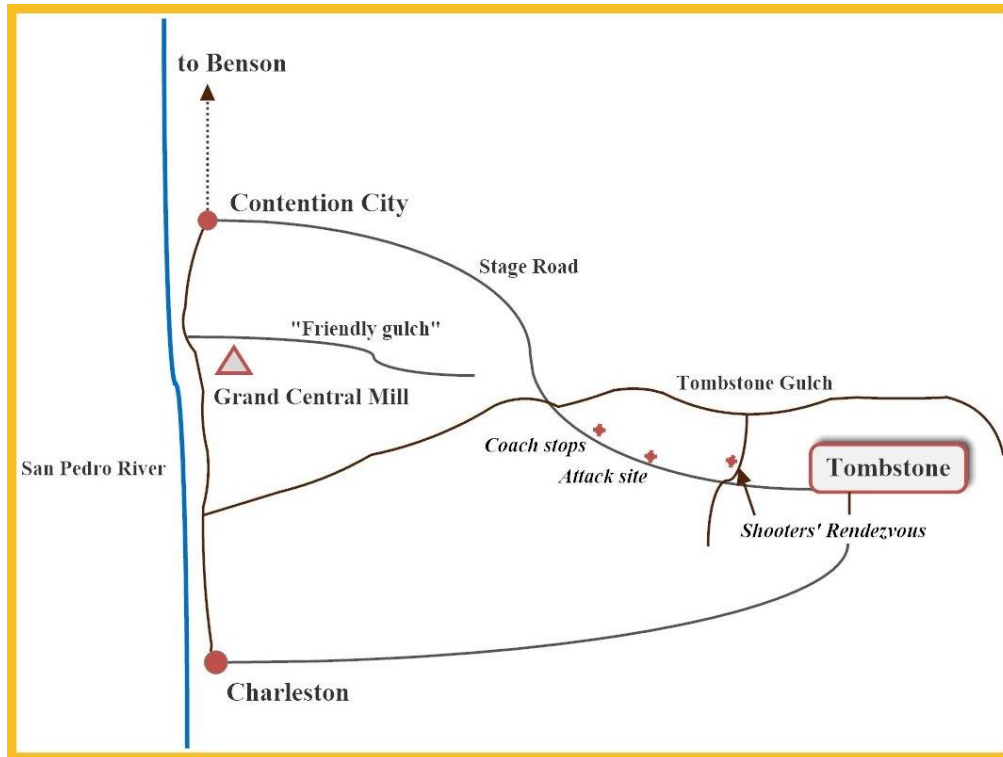 to Benson
Contention City
Stage Road
"Friendly gulch"
Grand Central Mill
Tombstone Gulch
Coach stops
Attack site
San Pedro River
Tombstone
Shooters' Rendezvous
Charleston